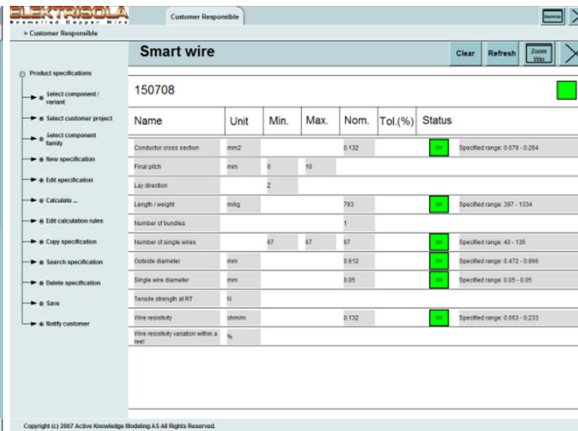 ELEKTRISOLA
Enamelled Copper Wire
Customer Responsible
> Customer Responsible
Smart wire
Clear Refresh Zoom Win
Product specifications
Select component / variant
Select customer project
Select component family
New specification
Edit specification
Calculate ...
Edit calculation rules
Copy specification
Search specification
Delete specification
Save
Notify customer
150708
Name Unit Min. Max. Nom. Tol.(%) Status
Conductor cross section mm2 0.132 OK Specified range: 0.079 - 0.264
Final pitch mm 6 10
Lay direction Z
Length / weight m/kg 793 OK Specified range: 397 - 1334
Number of bundles 1
Number of single wires 67 67 67 OK Specified range: 40 - 135
Outside diameter mm 0.612 OK Specified range: 0.472 - 0.866
Single wire diameter mm 0.05 OK Specified range: 0.05 - 0.05
Tensile strength at RT N
Wire resistivity ohm/m 0.132 OK Specified range: 0.063 - 0.233
Wire resistivity variation within a reel %
Copyright (c) 2007 Active Knowledge Modeling AS All Rights Reserved.